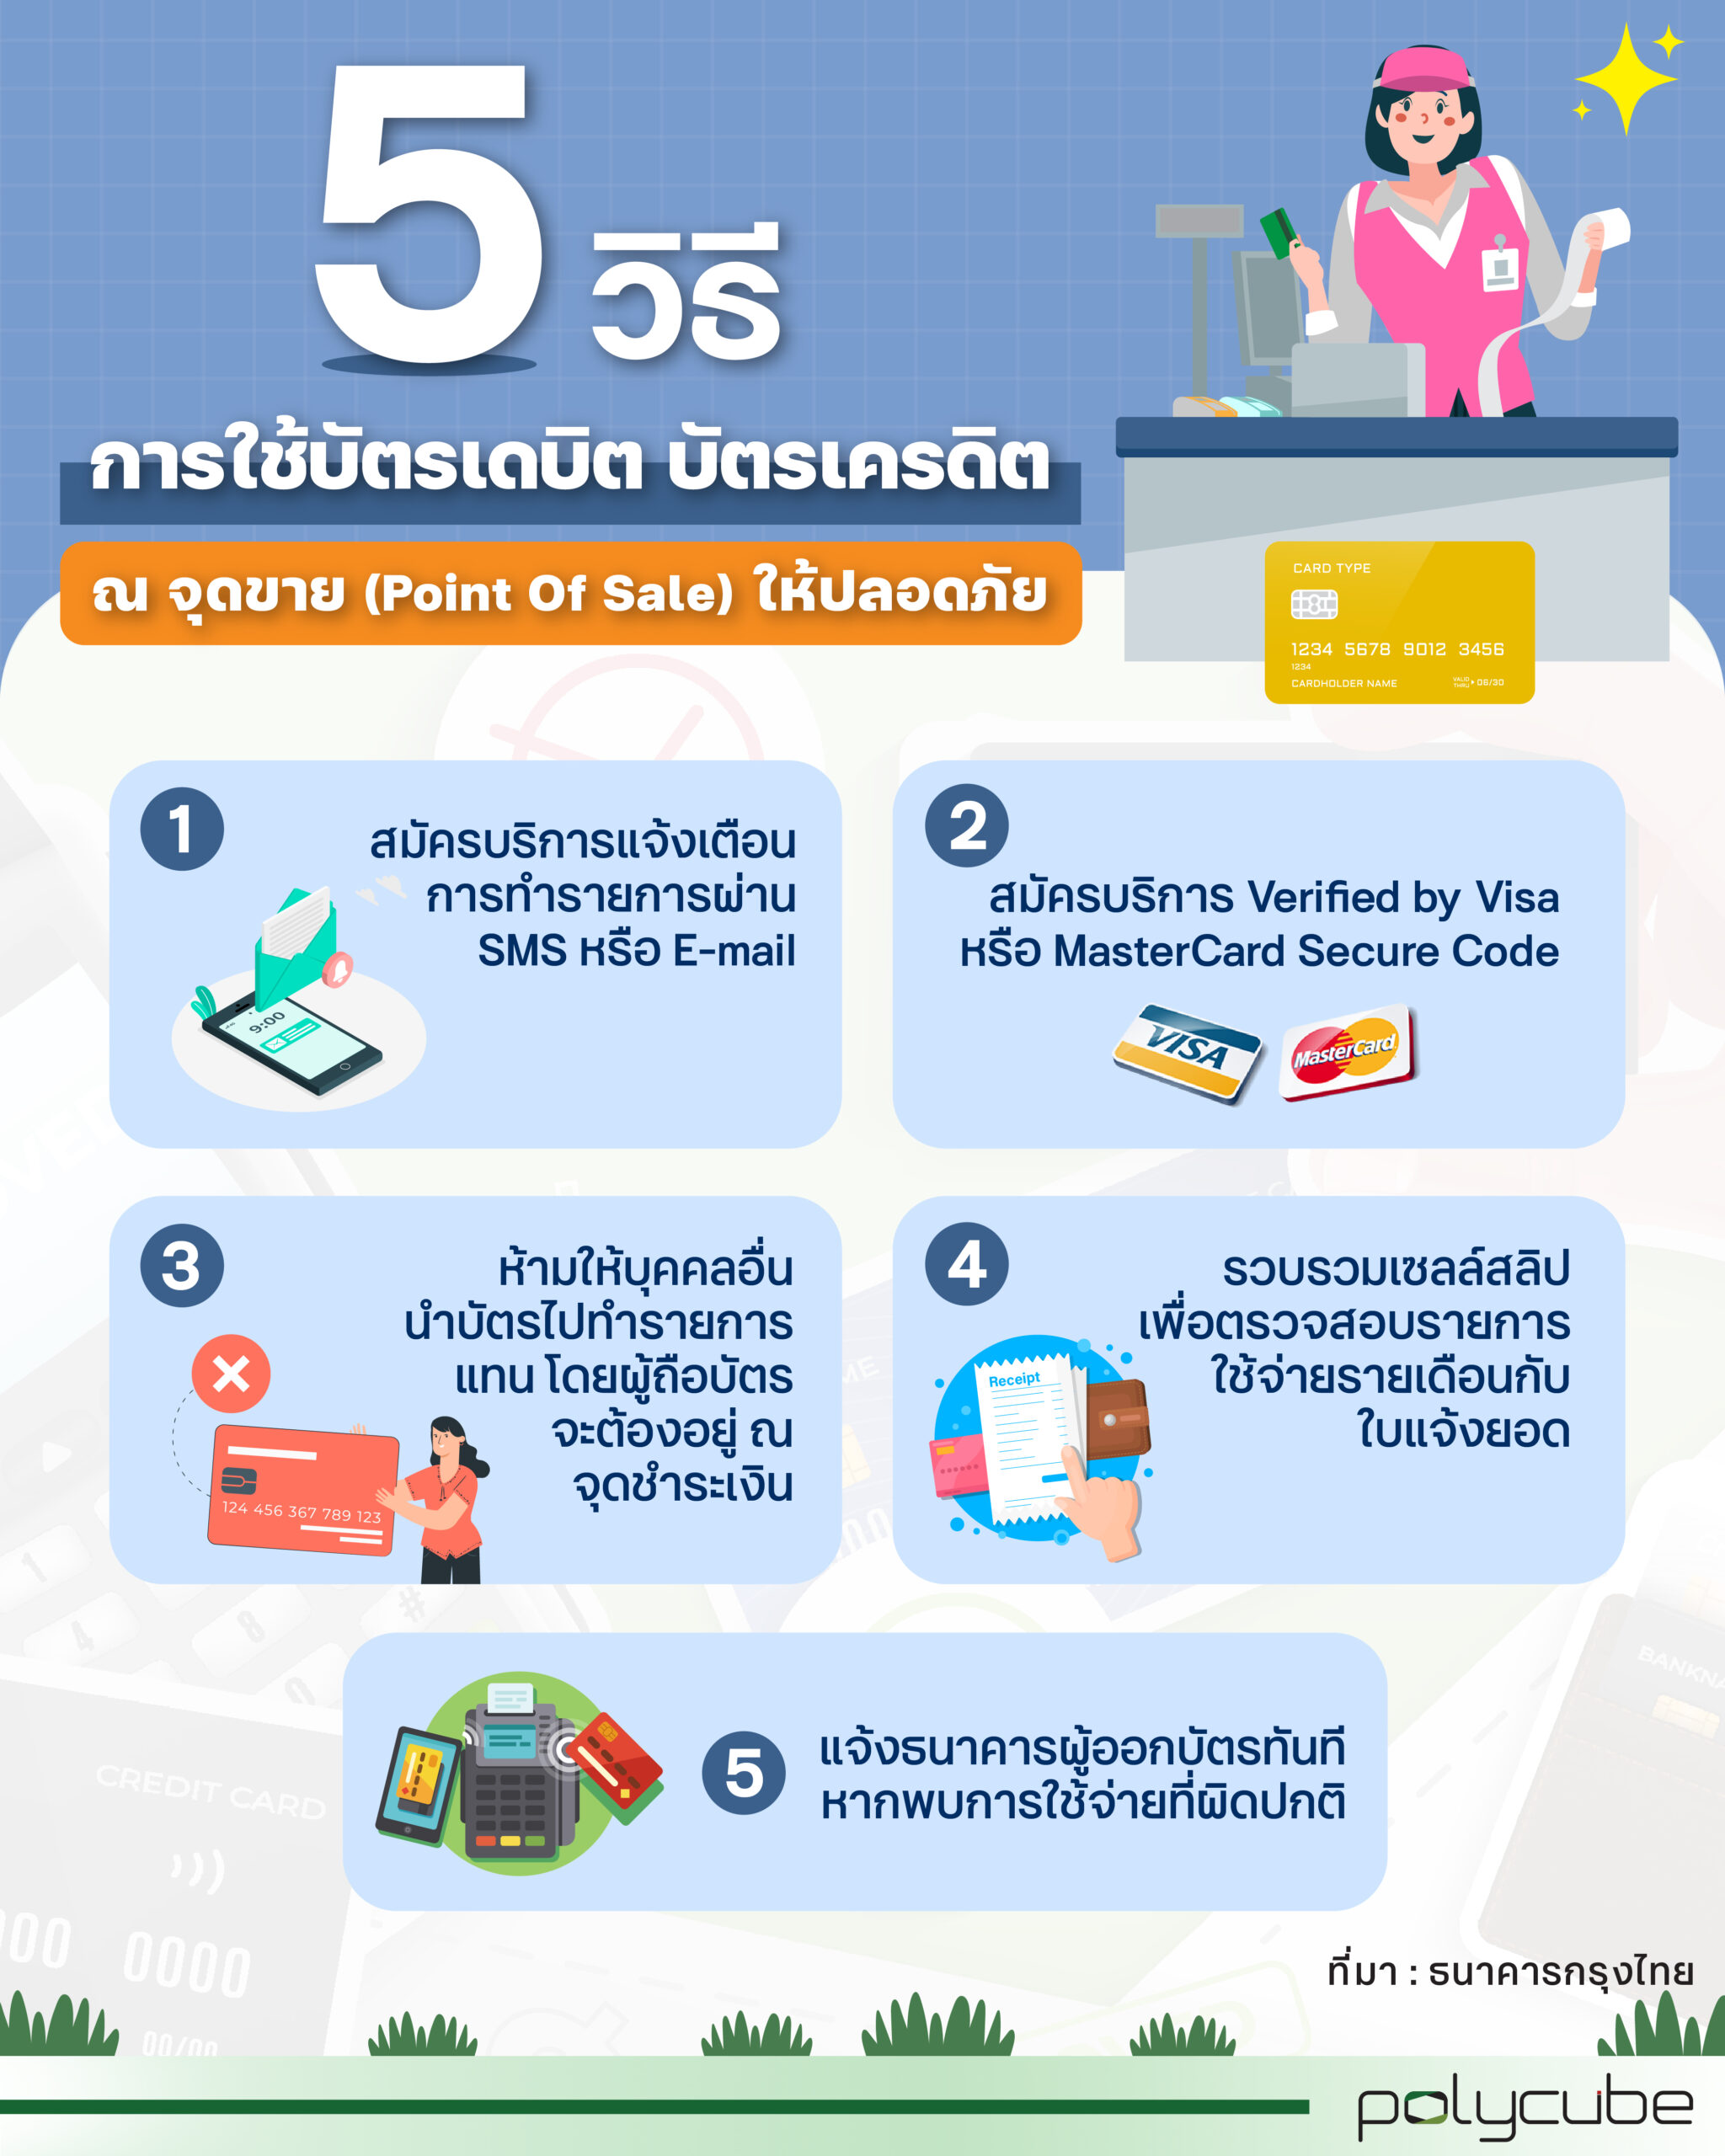 5 วิธี
การใช้บัตรเดบิต บัตรเครดิต
ณ จุดขาย (Point Of Sale) ให้ปลอดภัย
CARD TYPE
1234 5678 9012 3456
1234
CARDHOLDER NAME
VALID THRU 06/30
1
สมัครบริการแจ้งเตือน
การทำรายการผ่าน
SMS หรือ E-mail
9:00
2
สมัครบริการ Verified by Visa
หรือ MasterCard Secure Code
VISA
MasterCard
3
ห้ามให้บุคคลอื่น
นำบัตรไปทำรายการ
แทน โดยผู้ถือบัตร
จะต้องอยู่ ณ
จุดชำระเงิน
124 456 367 789 123
4
รวบรวมเซลล์สลิป
เพื่อตรวจสอบรายการ
ใช้จ่ายรายเดือนกับ
ใบแจ้งยอด
Receipt
5
แจ้งธนาคารผู้ออกบัตรทันที
หากพบการใช้จ่ายที่ผิดปกติ
CREDIT CARD
0000
00/00
ที่มา : ธนาคารกรุงไทย
polycube